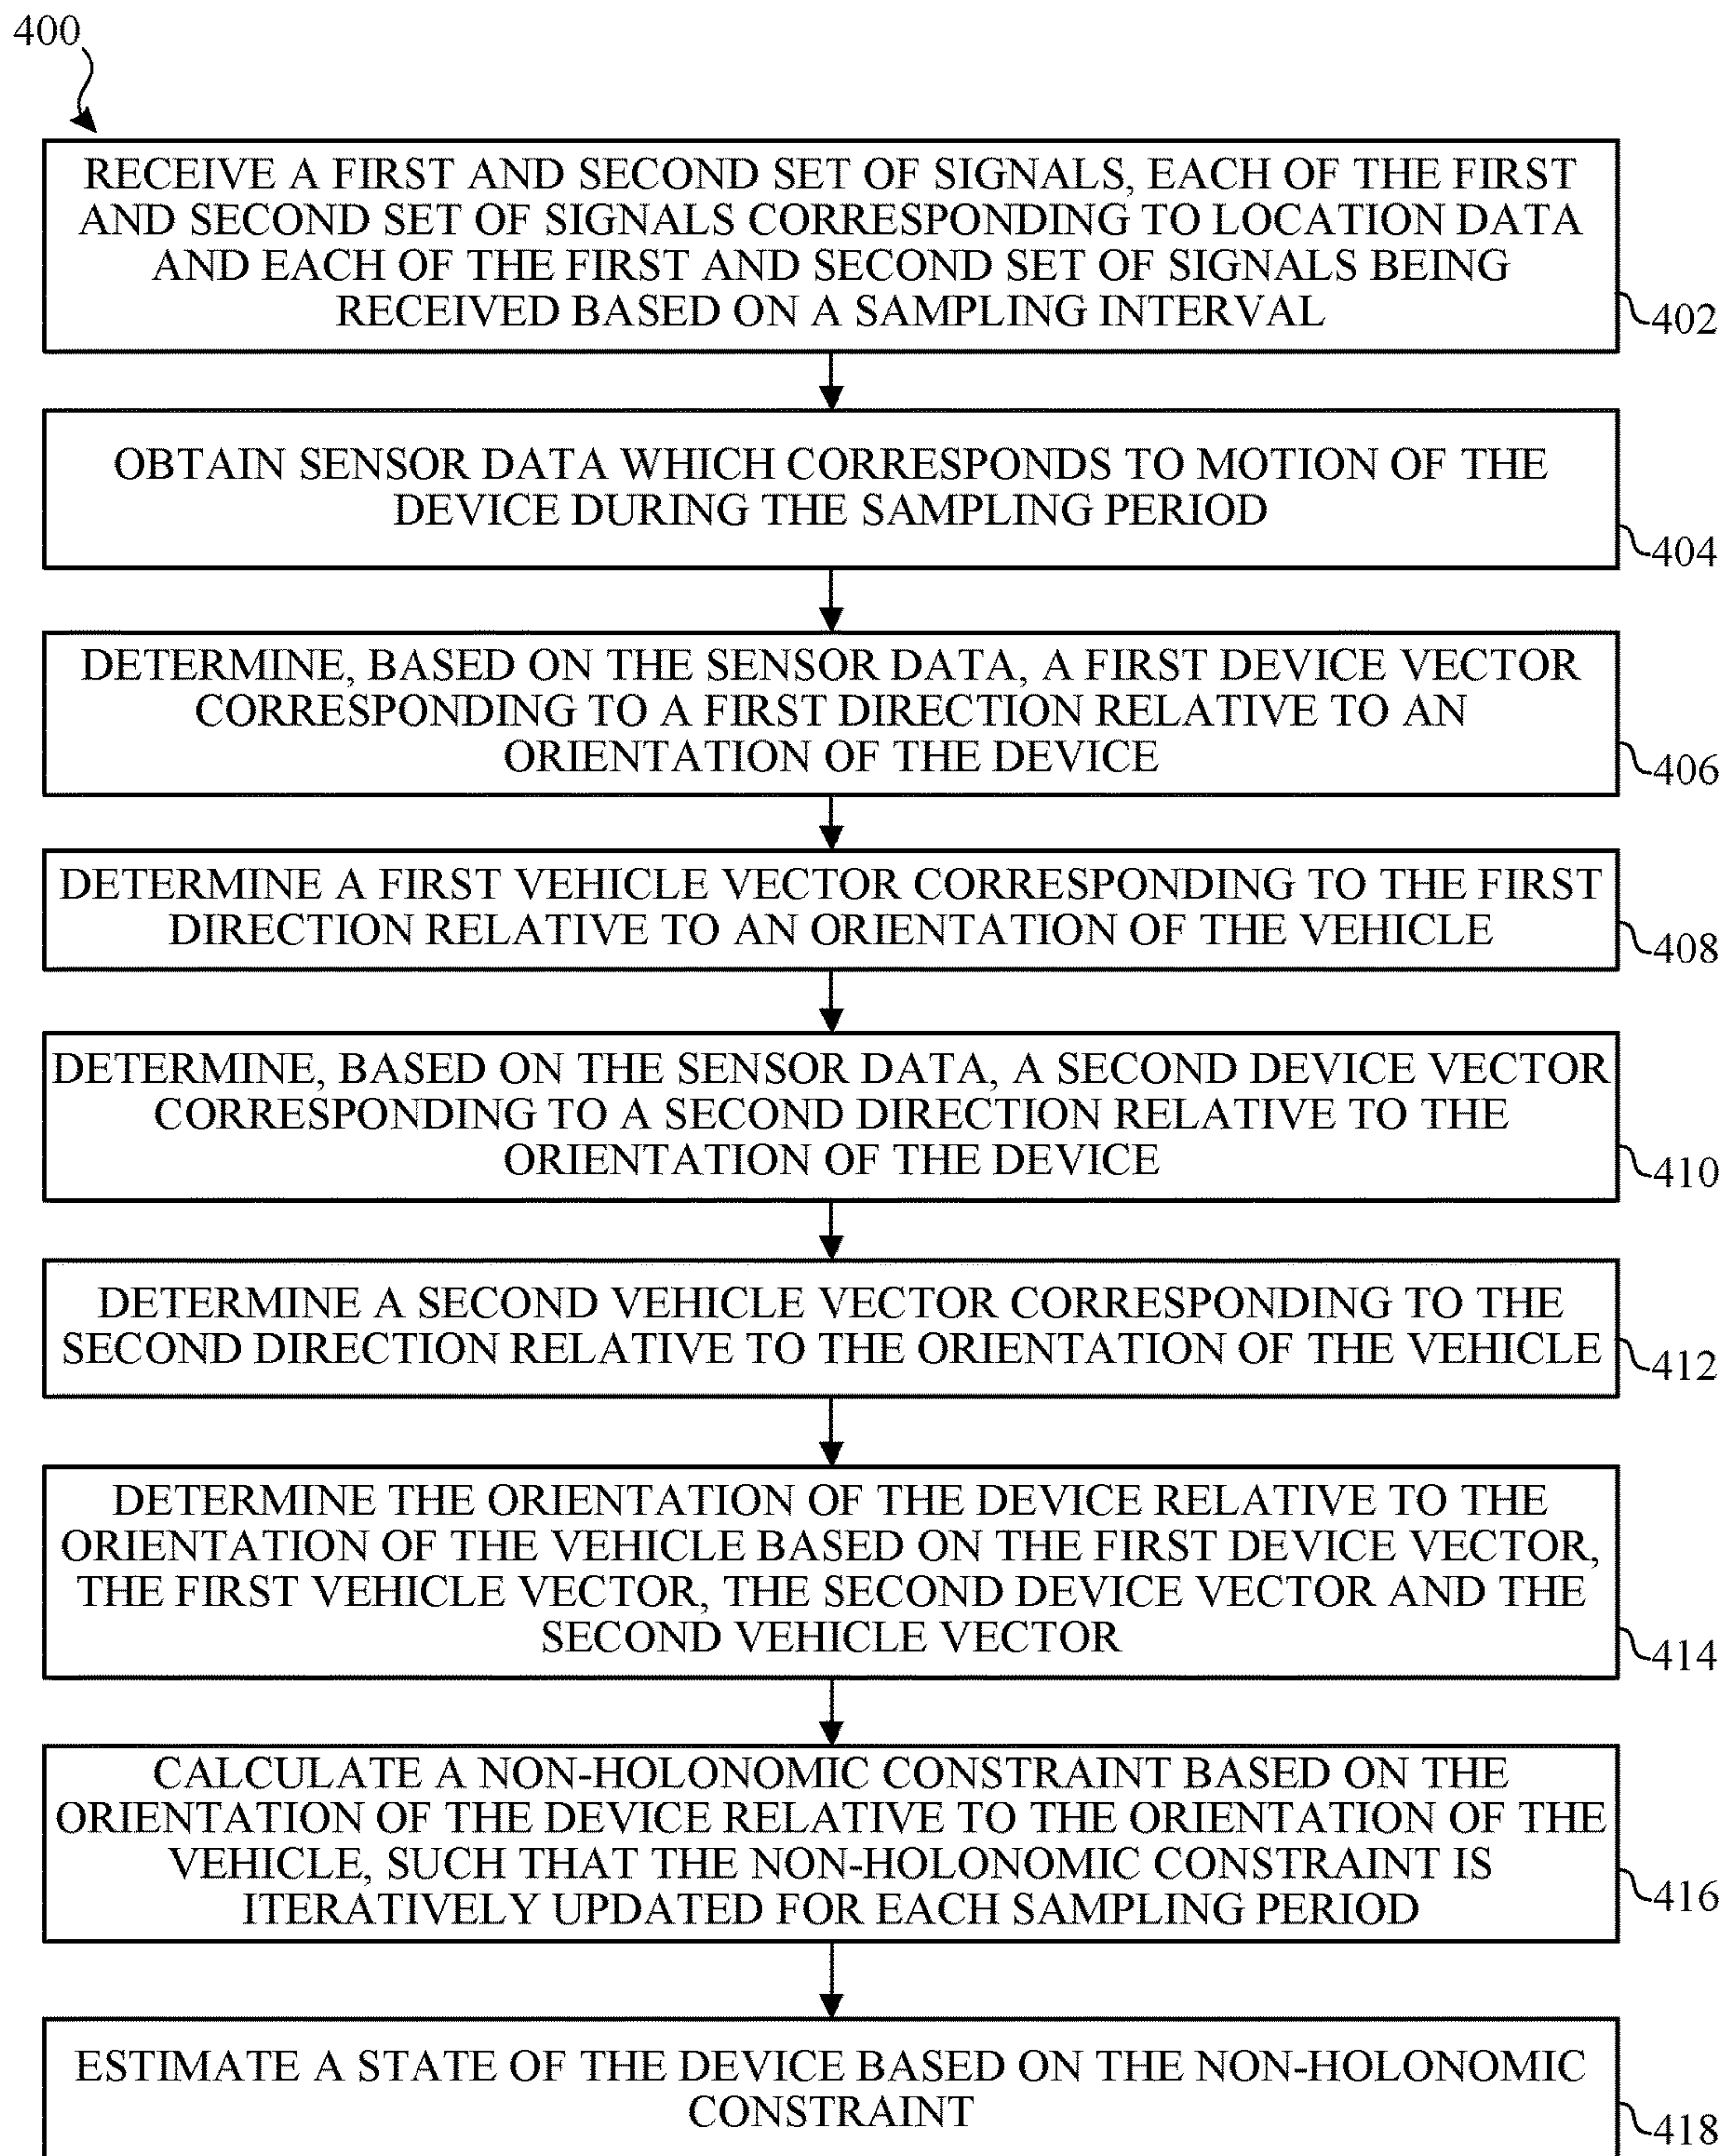 400
RECEIVE A FIRST AND SECOND SET OF SIGNALS, EACH OF THE FIRST
AND SECOND SET OF SIGNALS CORRESPONDING TO LOCATION DATA
AND EACH OF THE FIRST AND SECOND SET OF SIGNALS BEING
RECEIVED BASED ON A SAMPLING INTERVAL
402
OBTAIN SENSOR DATA WHICH CORRESPONDS TO MOTION OF THE
DEVICE DURING THE SAMPLING PERIOD
404
DETERMINE, BASED ON THE SENSOR DATA, A FIRST DEVICE VECTOR
CORRESPONDING TO A FIRST DIRECTION RELATIVE TO AN
ORIENTATION OF THE DEVICE
406
DETERMINE A FIRST VEHICLE VECTOR CORRESPONDING TO THE FIRST
DIRECTION RELATIVE TO AN ORIENTATION OF THE VEHICLE
408
DETERMINE, BASED ON THE SENSOR DATA, A SECOND DEVICE VECTOR
CORRESPONDING TO A SECOND DIRECTION RELATIVE TO THE
ORIENTATION OF THE DEVICE
410
DETERMINE A SECOND VEHICLE VECTOR CORRESPONDING TO THE
SECOND DIRECTION RELATIVE TO THE ORIENTATION OF THE VEHICLE
412
DETERMINE THE ORIENTATION OF THE DEVICE RELATIVE TO THE
ORIENTATION OF THE VEHICLE BASED ON THE FIRST DEVICE VECTOR,
THE FIRST VEHICLE VECTOR, THE SECOND DEVICE VECTOR AND THE
SECOND VEHICLE VECTOR
414
CALCULATE A NON-HOLONOMIC CONSTRAINT BASED ON THE
ORIENTATION OF THE DEVICE RELATIVE TO THE ORIENTATION OF THE
VEHICLE, SUCH THAT THE NON-HOLONOMIC CONSTRAINT IS
ITERATIVELY UPDATED FOR EACH SAMPLING PERIOD
416
ESTIMATE A STATE OF THE DEVICE BASED ON THE NON-HOLONOMIC
CONSTRAINT
418